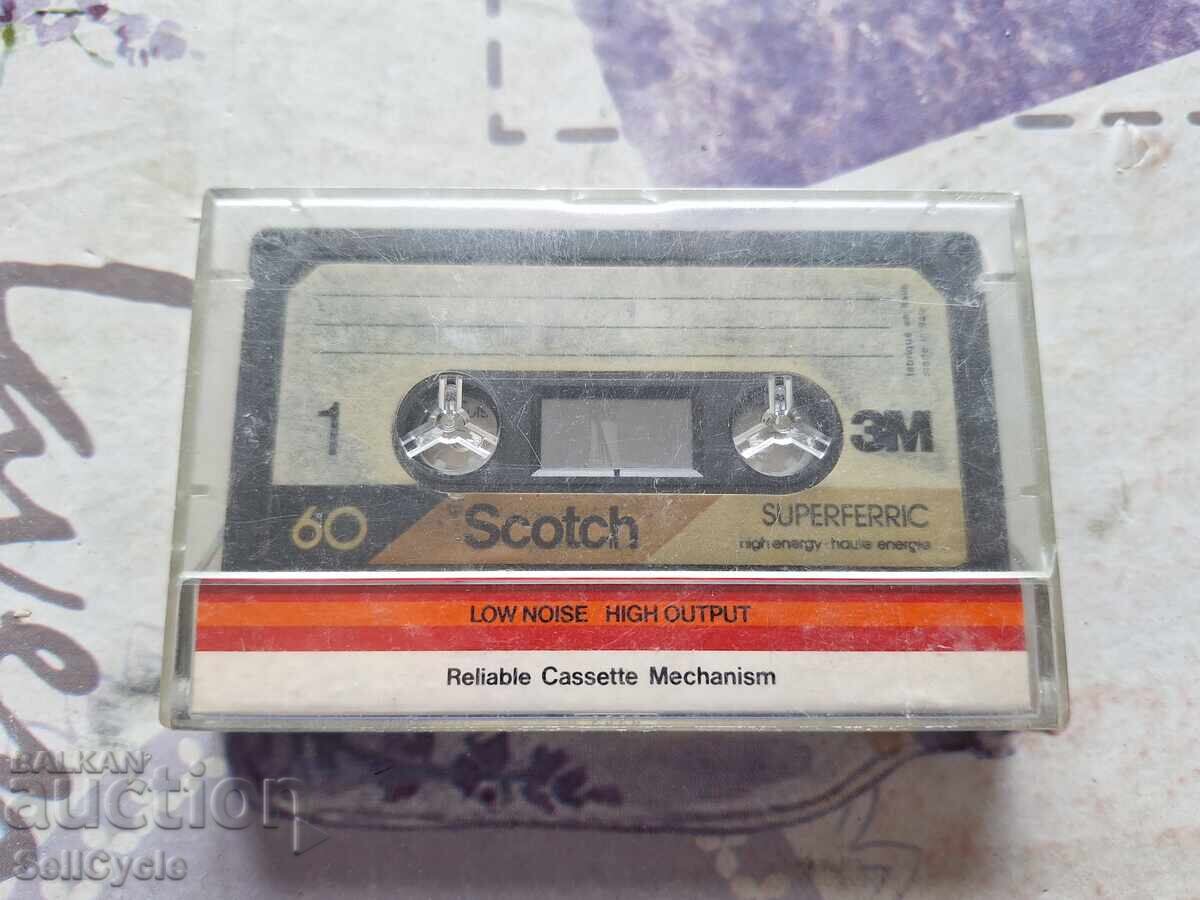 1
3M
60
Scotch
SUPERFERRIC
high energy · haute energie
LOW NOISE HIGH OUTPUT
Reliable Cassette Mechanism
BALKAN
auction
SellCycle